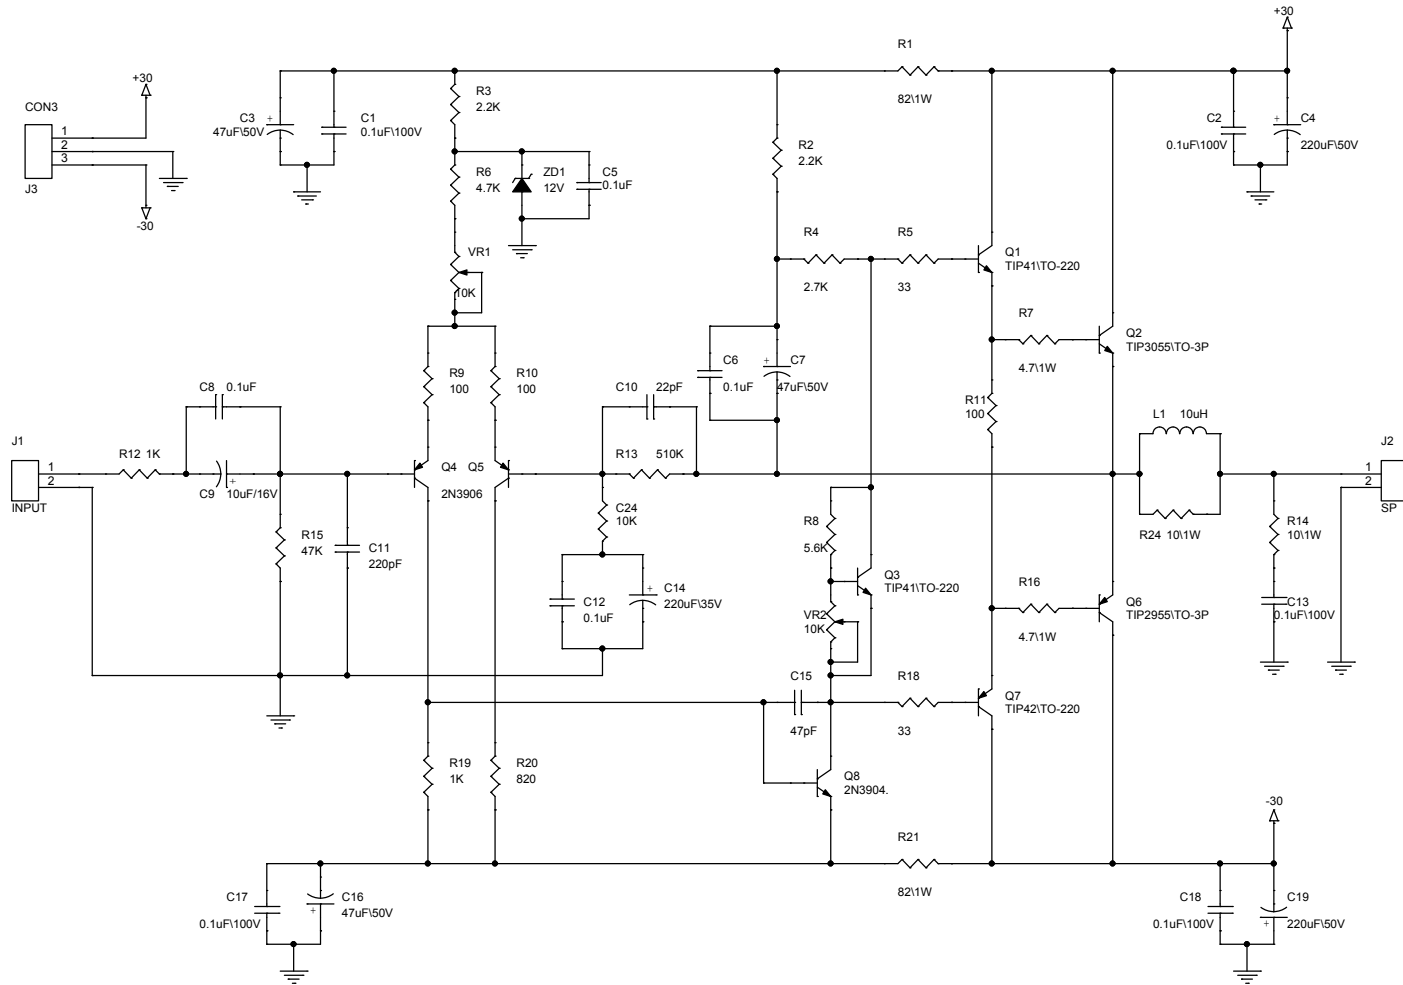 +30
R1
+30
82\1W
CON3
1
2
3
J3
-30
C3
47uF\50V
+
C1
0.1uF\100V
R3
2.2K
R2
2.2K
C2
0.1uF\100V
C4
220uF\50V
+
R6
4.7K
ZD1
12V
C5
0.1uF
VR1
10K
R4
2.7K
R5
33
Q1
TIP41\TO-220
R7
4.7\1W
Q2
TIP3055\TO-3P
C8
0.1uF
R9
100
R10
100
C10
22pF
C6
0.1uF
+
C7
47uF\50V
R11
100
L1
10uH
J1
1
2
INPUT
R12 1K
C9
+
10uF/16V
Q4
Q5
2N3906
R13
510K
J2
1
2
SP
R15
47K
C11
220pF
C24
10K
R8
5.6K
R24 10\1W
R14
10\1W
C12
0.1uF
+
C14
220uF\35V
Q3
TIP41\TO-220
VR2
10K
R16
4.7\1W
Q6
TIP2955\TO-3P
C13
0.1uF\100V
C15
47pF
R18
33
Q7
TIP42\TO-220
R19
1K
R20
820
Q8
2N3904.
-30
R21
82\1W
C17
0.1uF\100V
C16
47uF\50V
+
C18
0.1uF\100V
C19
220uF\50V
+